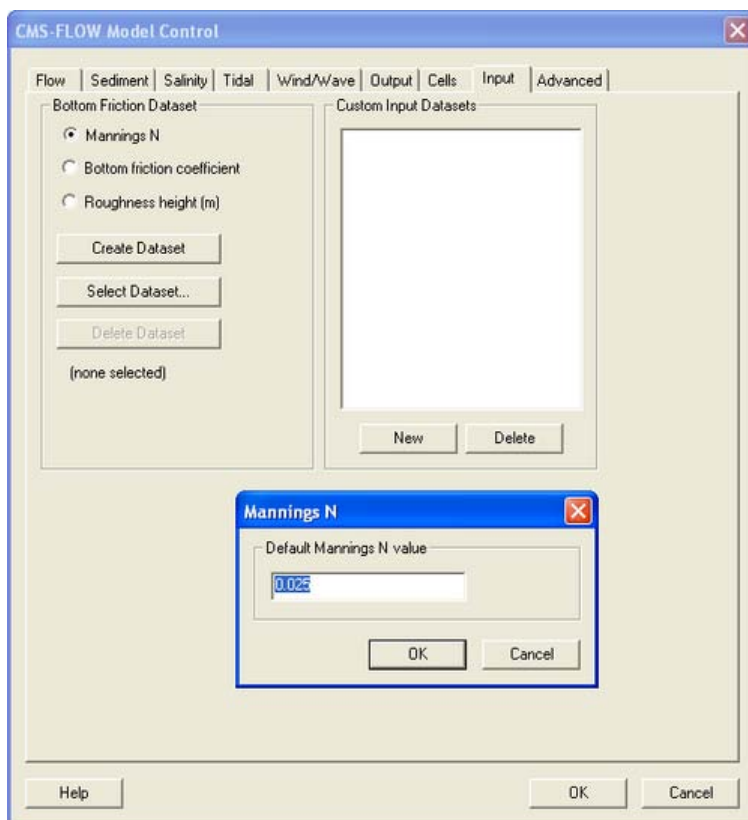 CMS-FLOW Model Control
Flow Sediment Salinity Tidal Wind/Wave Output Cells Input Advanced
Bottom Friction Dataset
Mannings N
Bottom friction coefficient
Roughness height (m)
Create Dataset
Select Dataset...
Delete Dataset
(none selected)
Custom Input Datasets
New Delete
Mannings N
Default Mannings N value
0.025
OK Cancel
Help OK Cancel